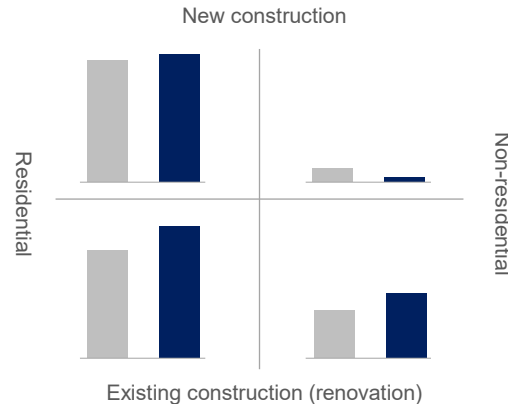 New construction
Residential
Non-residential
Existing construction (renovation)